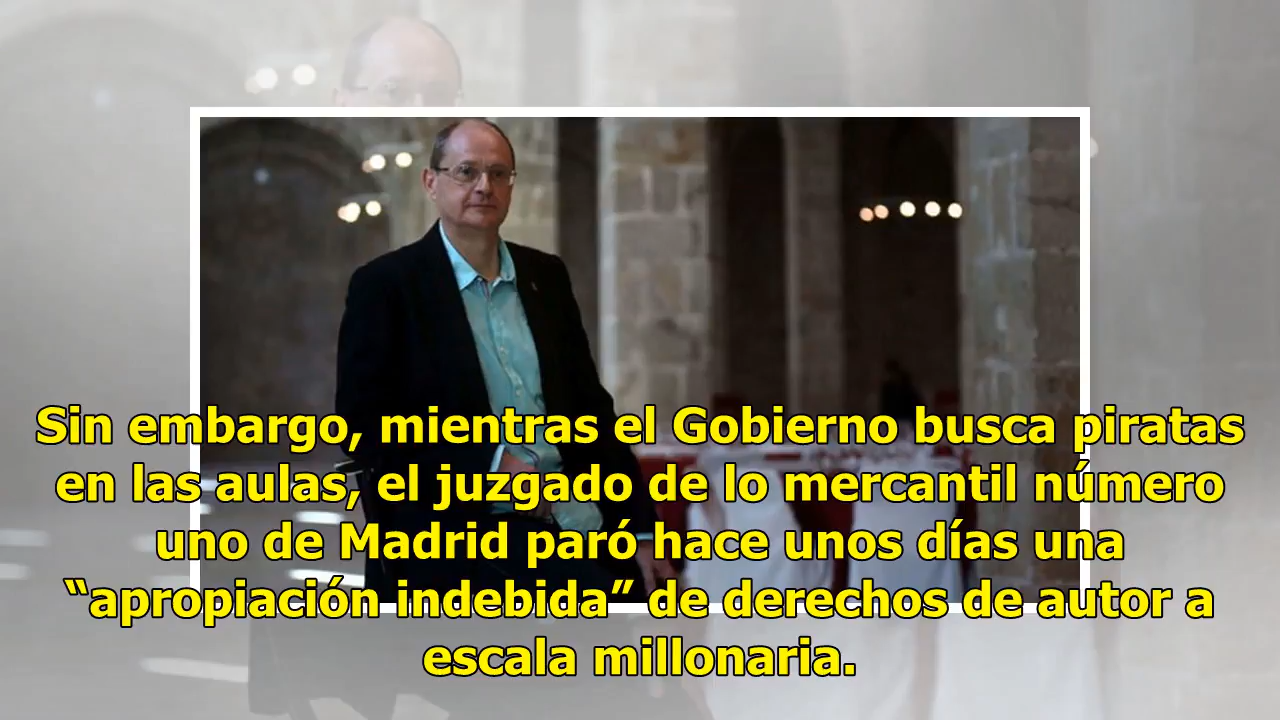 Sin embargo, mientras el Gobierno busca piratas
en las aulas, el juzgado de lo mercantil número
uno de Madrid paró hace unos días una
“apropiación indebida” de derechos de autor a
escala millonaria.